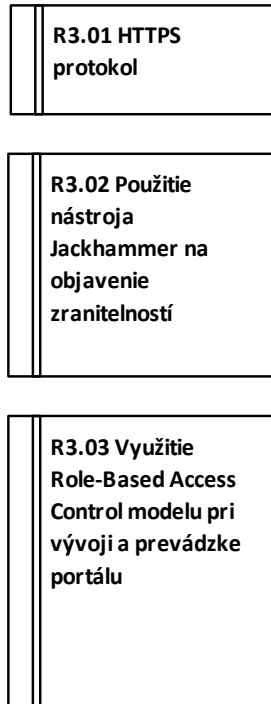 R3.01 HTTPS
protokol
R3.02 Použitie
nástroja
Jackhammer na
objavenie
zranitelností
R3.03 Využitie
Role-Based Access
Control modelu pri
vývoji a prevádzke
portálu